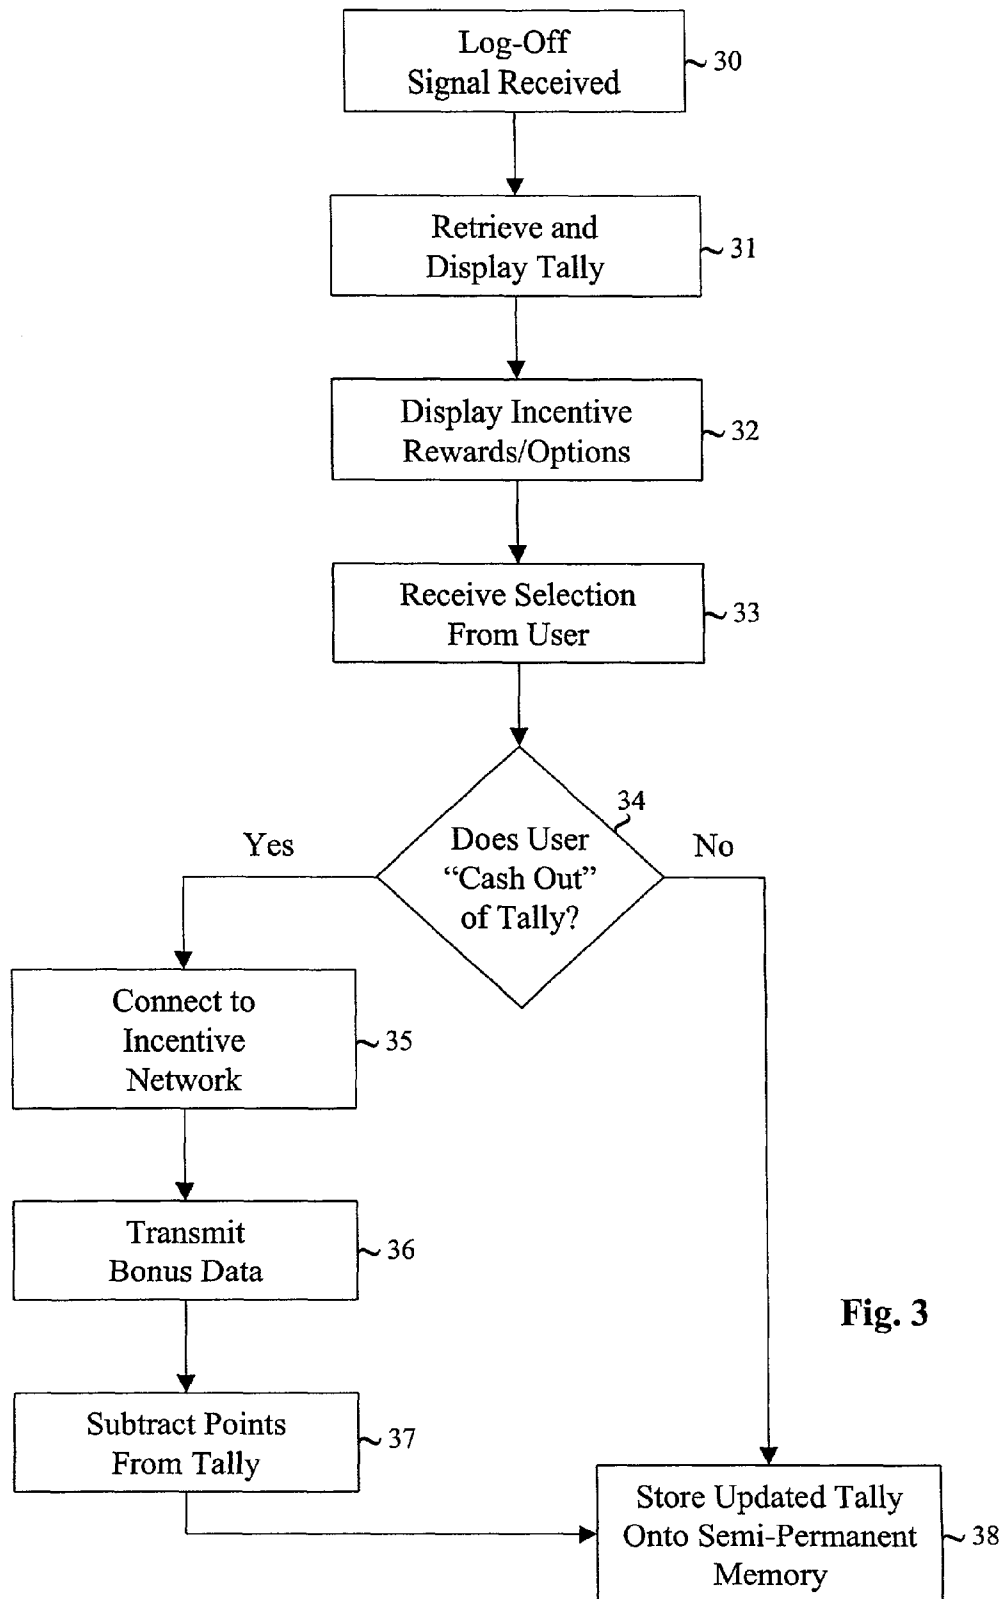 Log-Off
Signal Received
30
Retrieve and
Display Tally
31
Display Incentive
Rewards/Options
32
Receive Selection
From User
33
34
Does User
“Cash Out”
of Tally?
Yes
No
Connect to
Incentive
Network
35
Transmit
Bonus Data
36
Fig. 3
Subtract Points
From Tally
37
Store Updated Tally
Onto Semi-Permanent
Memory
38